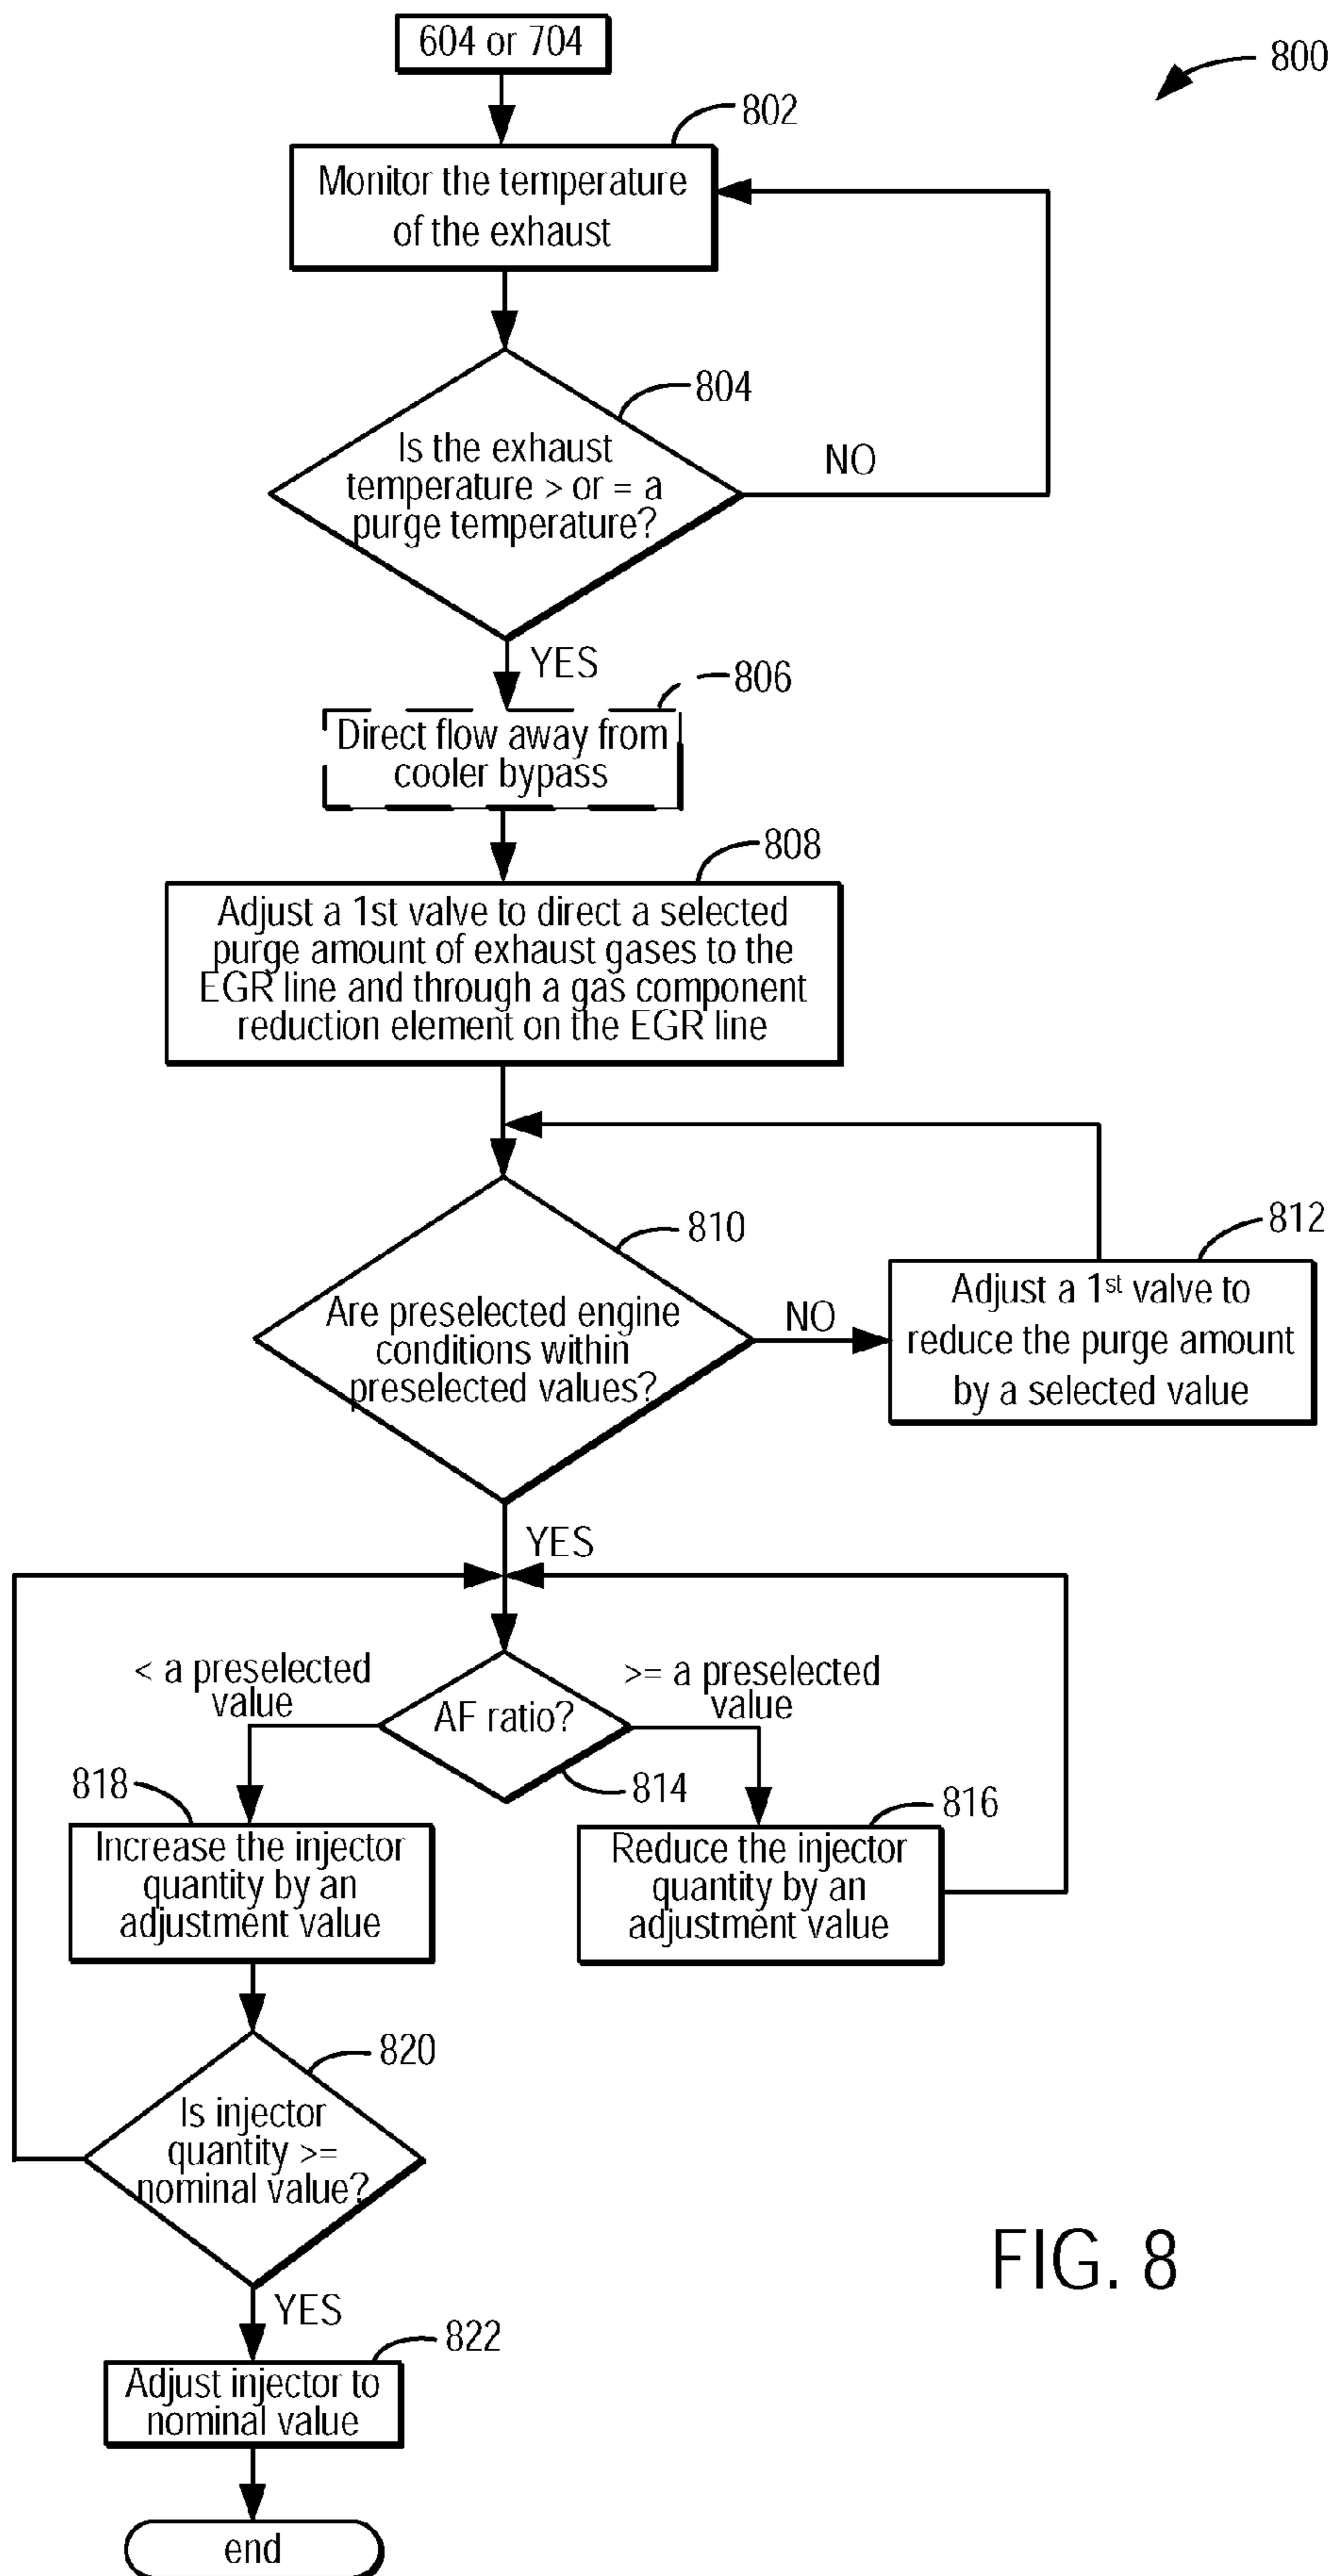 604 or 704
800
802
Monitor the temperature
of the exhaust
804
Is the exhaust
temperature > or = a
purge temperature?
NO
YES
806
Direct flow away from
cooler bypass
808
Adjust a 1st valve to direct a selected
purge amount of exhaust gases to the
EGR line and through a gas component
reduction element on the EGR line
810
Are preselected engine
conditions within
preselected values?
NO
812
Adjust a 1st valve to
reduce the purge amount
by a selected value
YES
< a preselected
value
AF ratio?
>= a preselected
value
814
818
Increase the injector
quantity by an
adjustment value
816
Reduce the injector
quantity by an
adjustment value
820
Is injector
quantity >=
nominal value?
YES
822
Adjust injector to
nominal value
end
FIG. 8